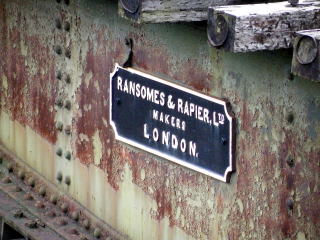 RANSOMES & RAPIER, LTD
MAKERS
LONDON.